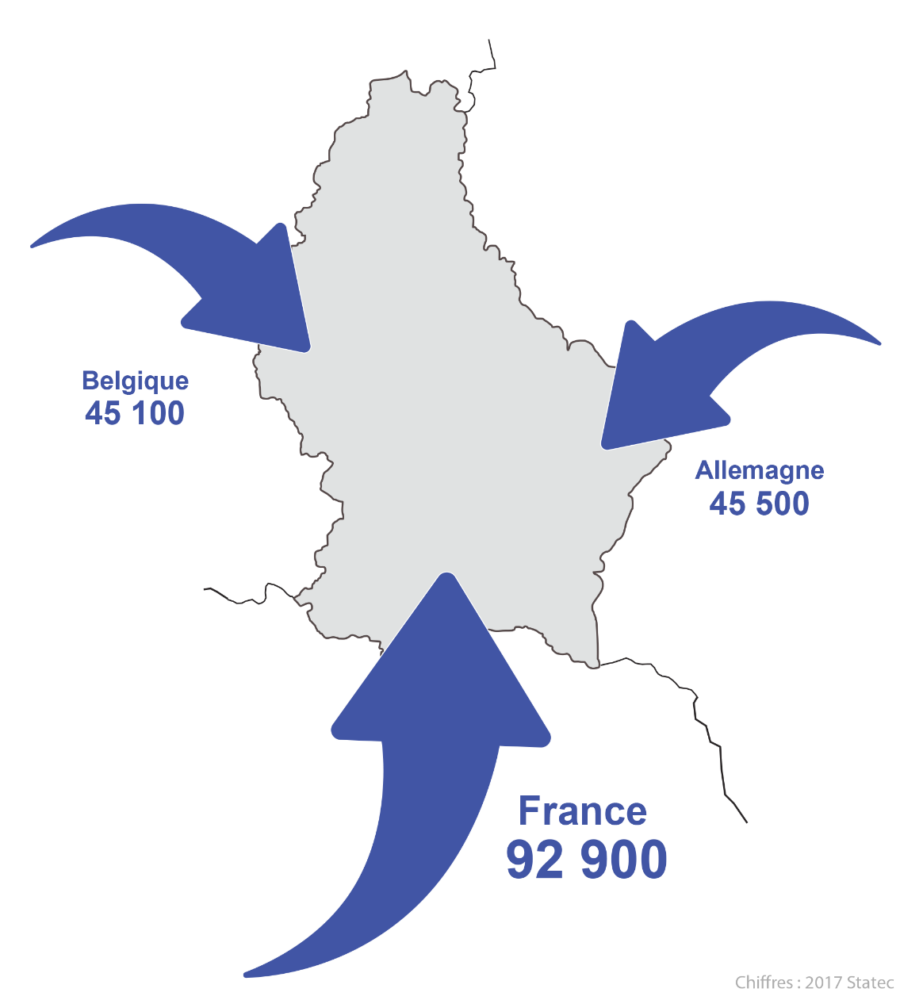 Belgique
45 100
Allemagne
45 500
France
92 900
Chiffres : 2017 Statec